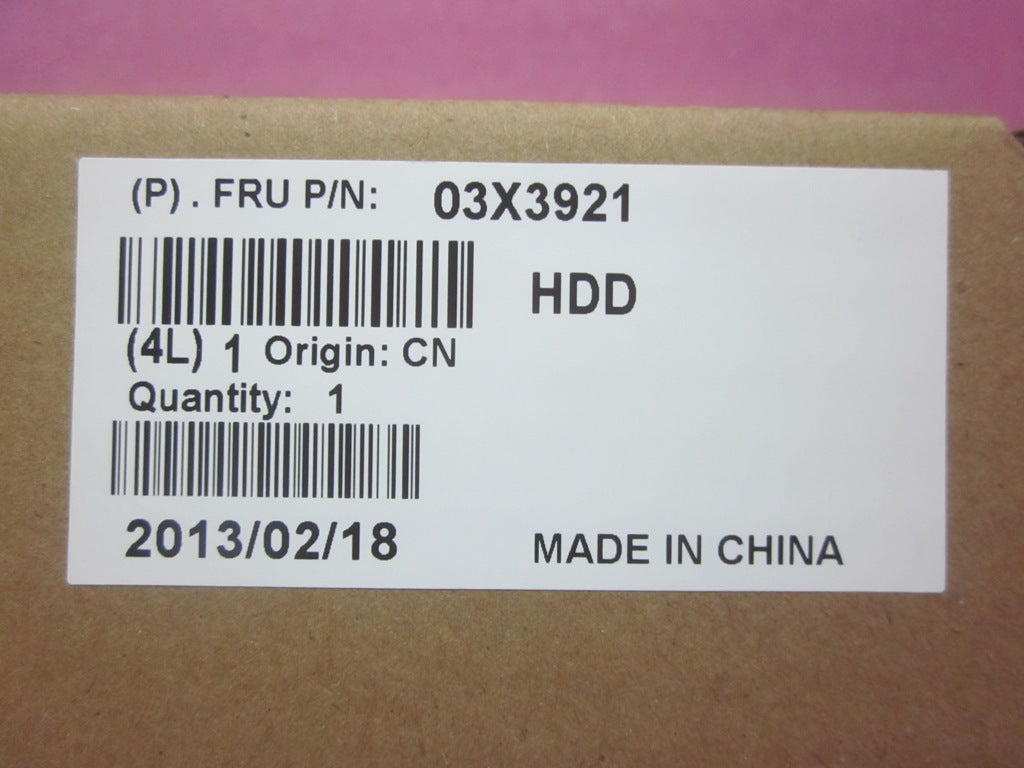 (P) . FRU P/N: 03X3921
HDD
(4L) 1 Origin: CN
Quantity: 1
2013/02/18 MADE IN CHINA